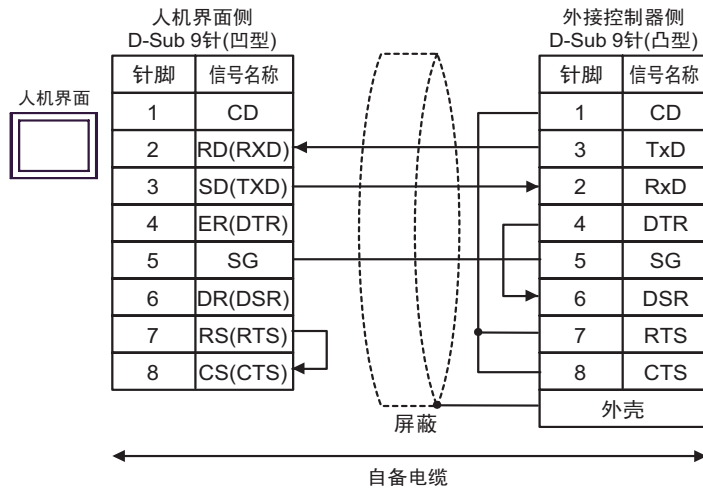 人机界面侧
D-Sub 9针(凹型)
外接控制器侧
D-Sub 9针(凸型)
人机界面
针脚 信号名称
1 CD
2 RD(RXD)
3 SD(TXD)
4 ER(DTR)
5 SG
6 DR(DSR)
7 RS(RTS)
8 CS(CTS)
针脚 信号名称
1 CD
3 TxD
2 RxD
4 DTR
5 SG
6 DSR
7 RTS
8 CTS
外壳
屏蔽
自备电缆